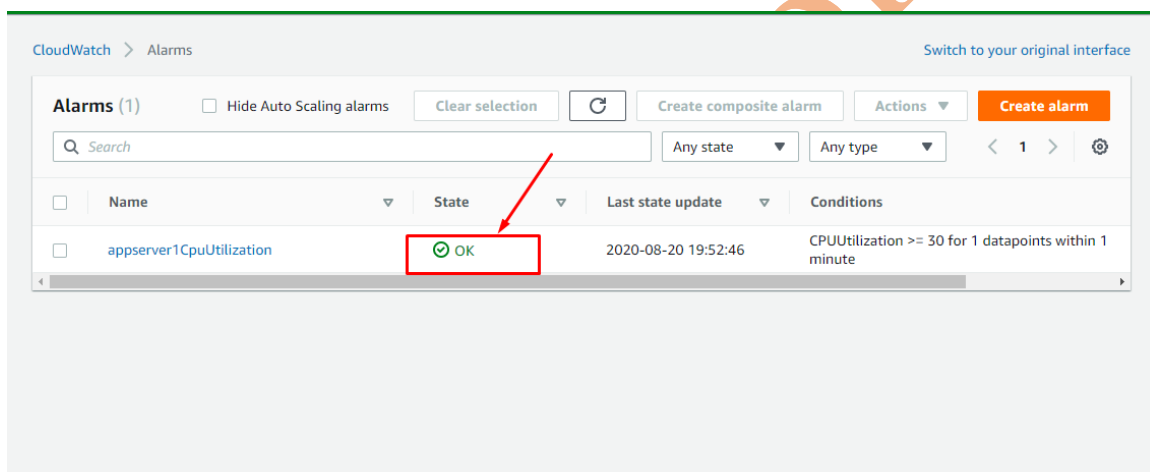 CloudWatch > Alarms Switch to your original interface
Alarms (1) Hide Auto Scaling alarms Clear selection Create composite alarm Actions Create alarm
Search Any state Any type < 1 >
Name State Last state update Conditions
appserver1CpuUtilization OK 2020-08-20 19:52:46 CPUUtilization >= 30 for 1 datapoints within 1
minute